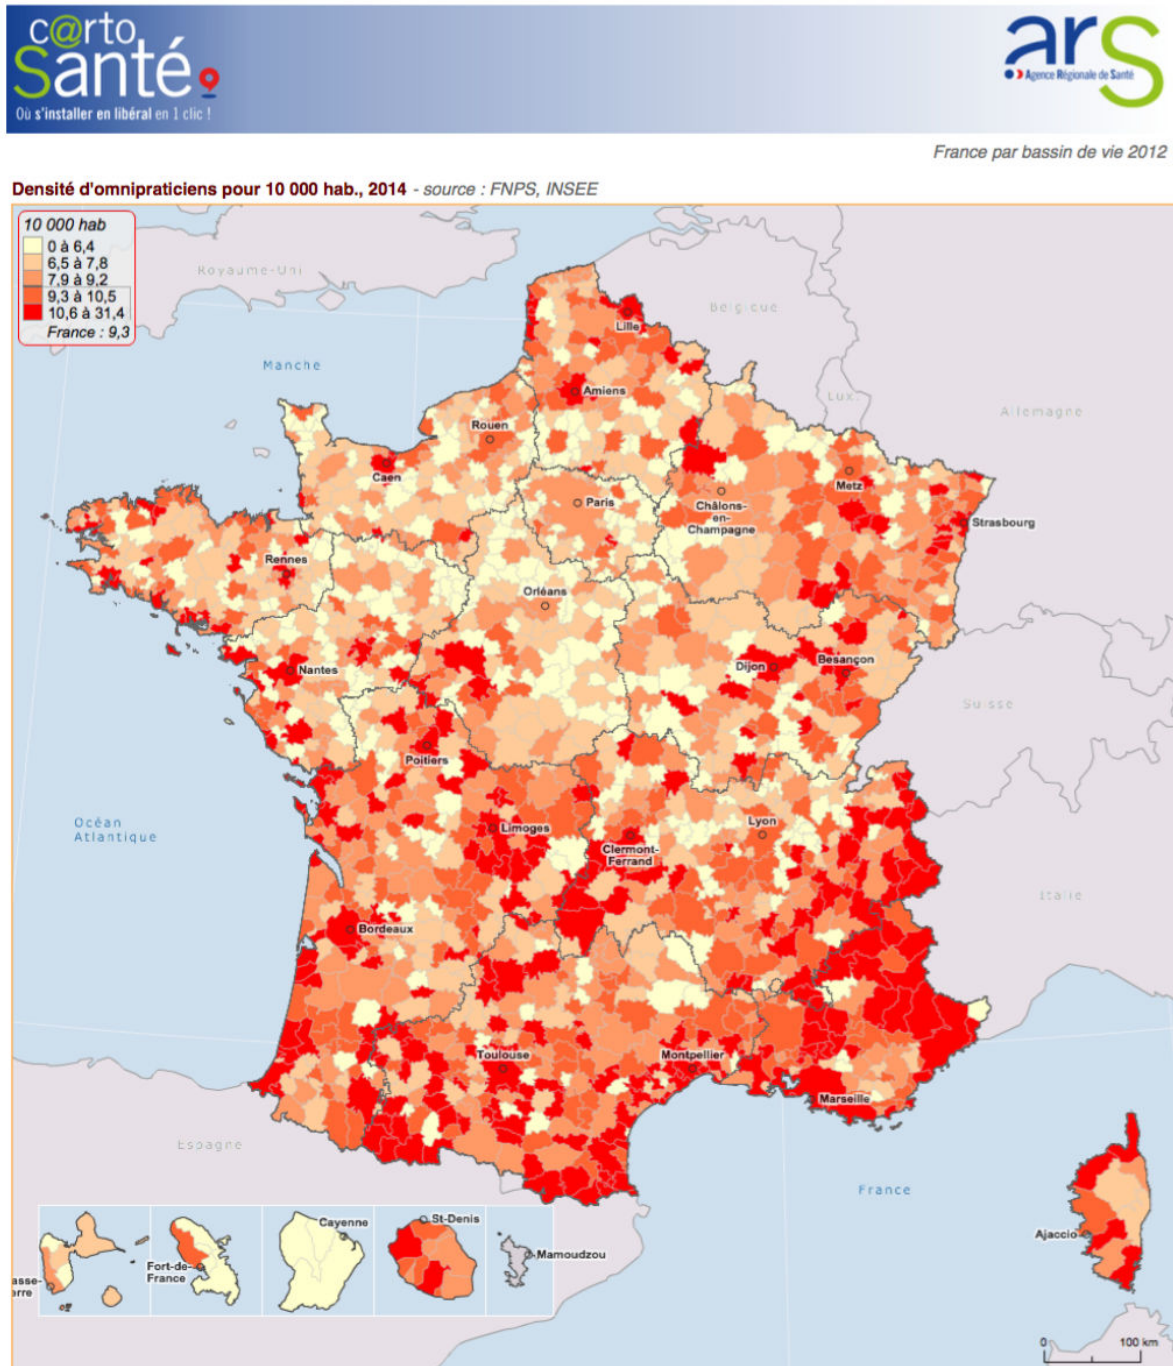 c@rto
Santé
Où s'installer en libéral en 1 clic !
ars
Agence Régionale de Santé
France par bassin de vie 2012
Densité d'omnipraticiens pour 10 000 hab., 2014 - source : FNPS, INSEE
10 000 hab
0 à 6,4
6,5 à 7,8
7,9 à 9,2
9,3 à 10,5
10,6 à 31,4
France : 9,3
Royaume-Uni
Belgique
Lille
Manche
Amiens
Lux.
Allemagne
Rouen
Caen
Metz
Paris
Châlons-
en-
Champagne
Strasbourg
Rennes
Orléans
Nantes
Dijon
Besançon
Suisse
Poitiers
Océan
Atlantique
Limoges
Lyon
Clermont-
Ferrand
Italie
Bordeaux
Toulouse
Montpellier
Marseille
Espagne
France
Ajaccio
asse-
erre
Fort-de-
France
Cayenne
St-Denis
Mamoudzou
0 100 km